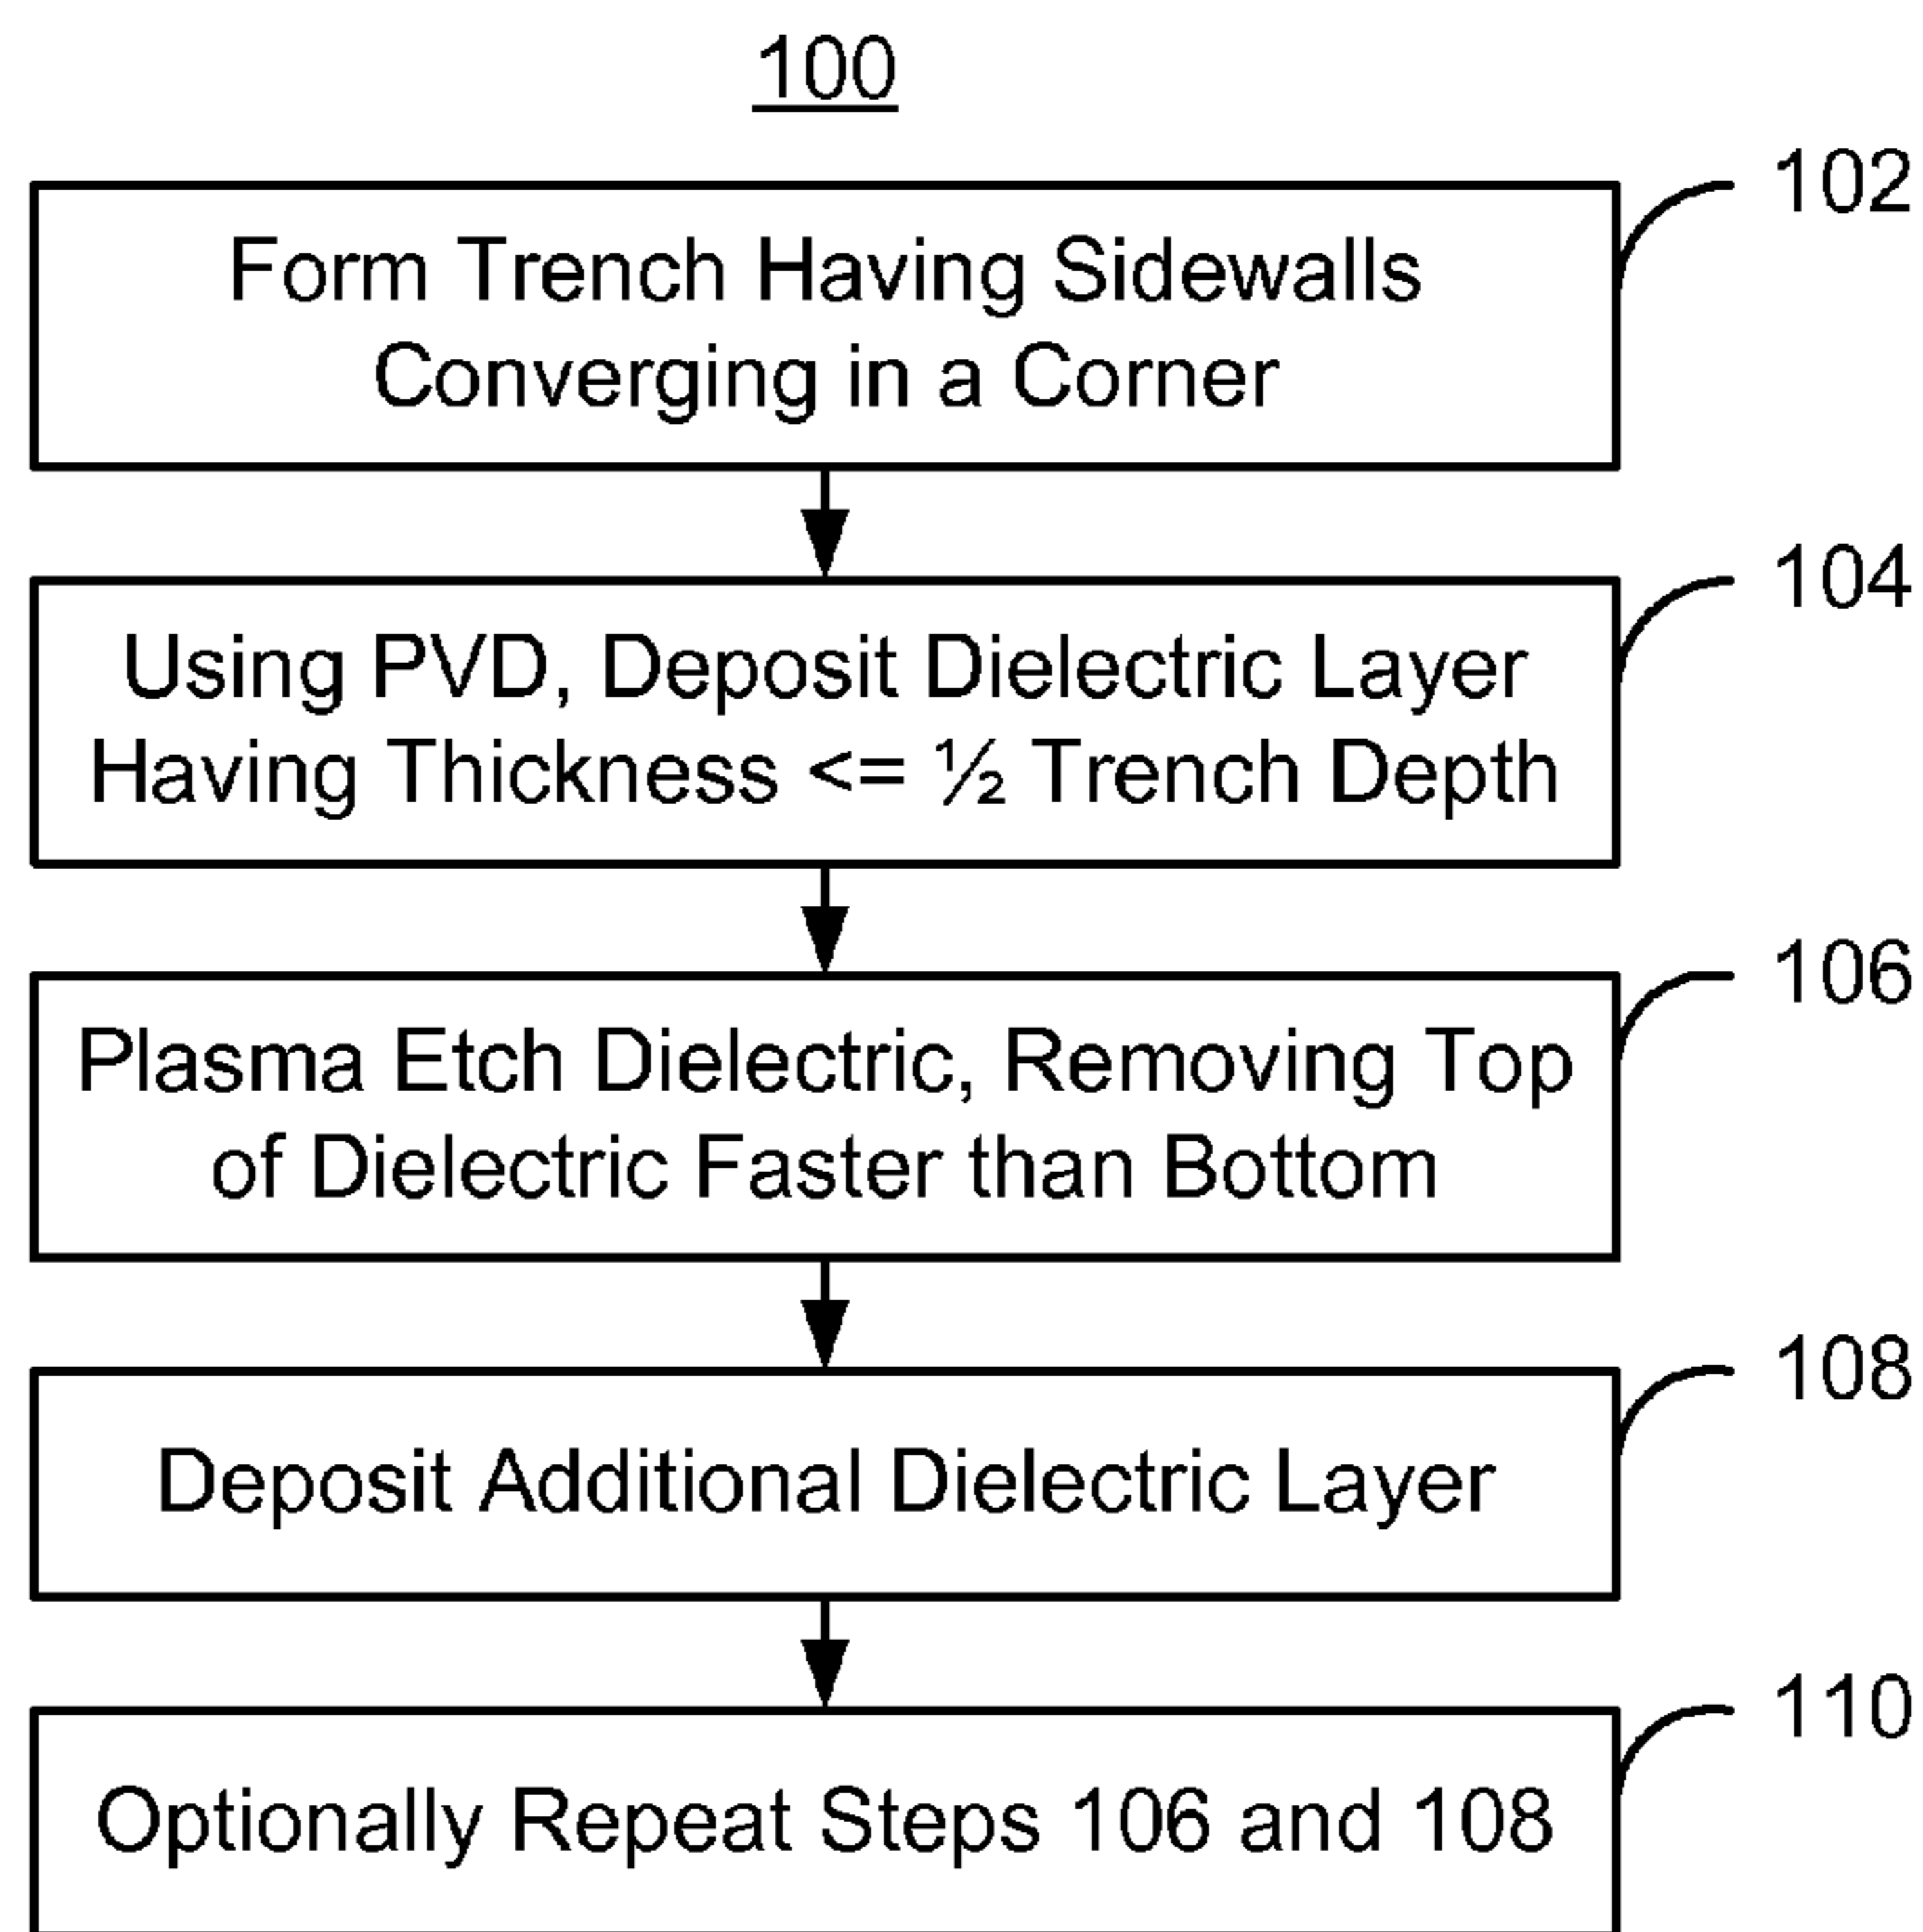 100
102
Form Trench Having Sidewalls
Converging in a Corner
104
Using PVD, Deposit Dielectric Layer
Having Thickness <= ½ Trench Depth
106
Plasma Etch Dielectric, Removing Top
of Dielectric Faster than Bottom
108
Deposit Additional Dielectric Layer
110
Optionally Repeat Steps 106 and 108